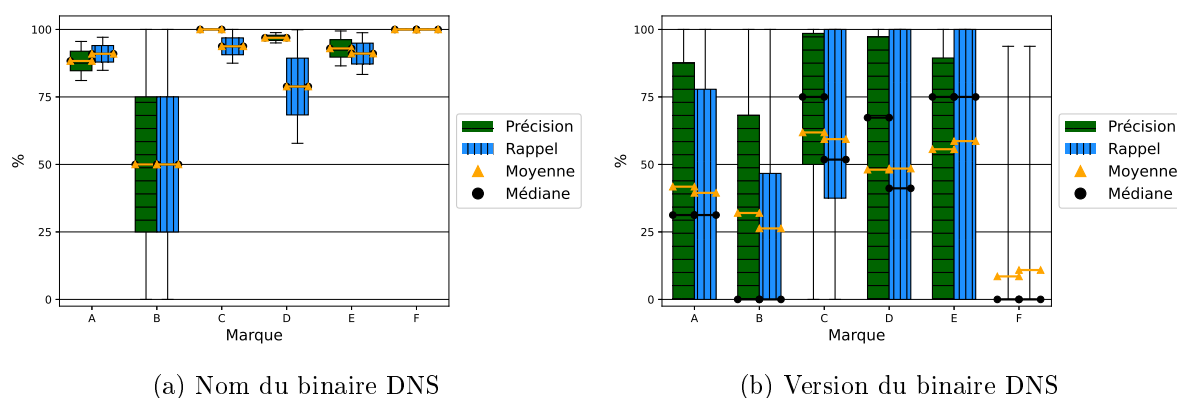 100
75
50
25
0
%
A B C D E F
Marque
Précision
Rappel
Moyenne
Médiane
(a) Nom du binaire DNS
100
75
50
25
0
%
A B C D E F
Marque
Précision
Rappel
Moyenne
Médiane
(b) Version du binaire DNS